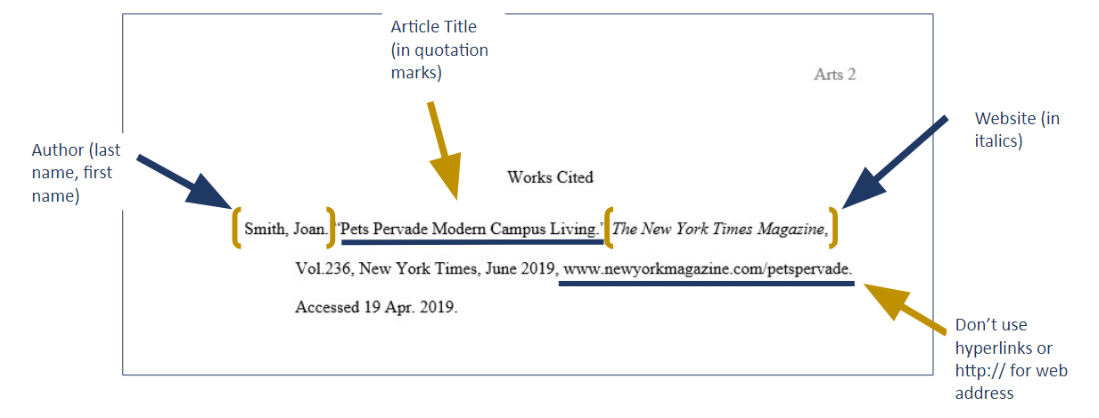 Article Title
(in quotation
marks)
Arts 2
Author (last
name, first
name)
Website (in
italics)
Works Cited
Smith, Joan. "Pets Pervade Modern Campus Living." The New York Times Magazine,
Vol.236, New York Times, June 2019, www.newyorkmagazine.com/petspervade.
Accessed 19 Apr. 2019.
Don't use
hyperlinks or
http:// for web
address